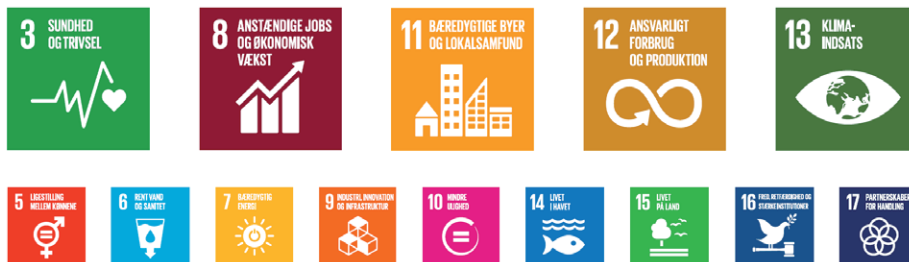 3 SUNDHED
OG TRIVSEL
8 ANSTÆNDIGE JOBS
OG ØKONOMISK
VÆKST
11 BÆREDYGTIGE BYER
OG LOKALSAMFUND
12 ANSVARLIGT
FORBRUG
OG PRODUKTION
13 KLIMA-
INDSATS
5 LIGESTILLING
MELLEM KØNNENE
6 RENT VAND
OG SANITET
7 BÆREDYGTIG
ENERGI
9 INDUSTRI, INNOVATION
OG INFRASTRUKTUR
10 MINDRE
ULIGHED
14 LIVET
I HAVET
15 LIVET
PÅ LAND
16 FRED, RETFÆRDIGHED OG
STÆRKE INSTITUTIONER
17 PARTNERSKABER
FOR HANDLING